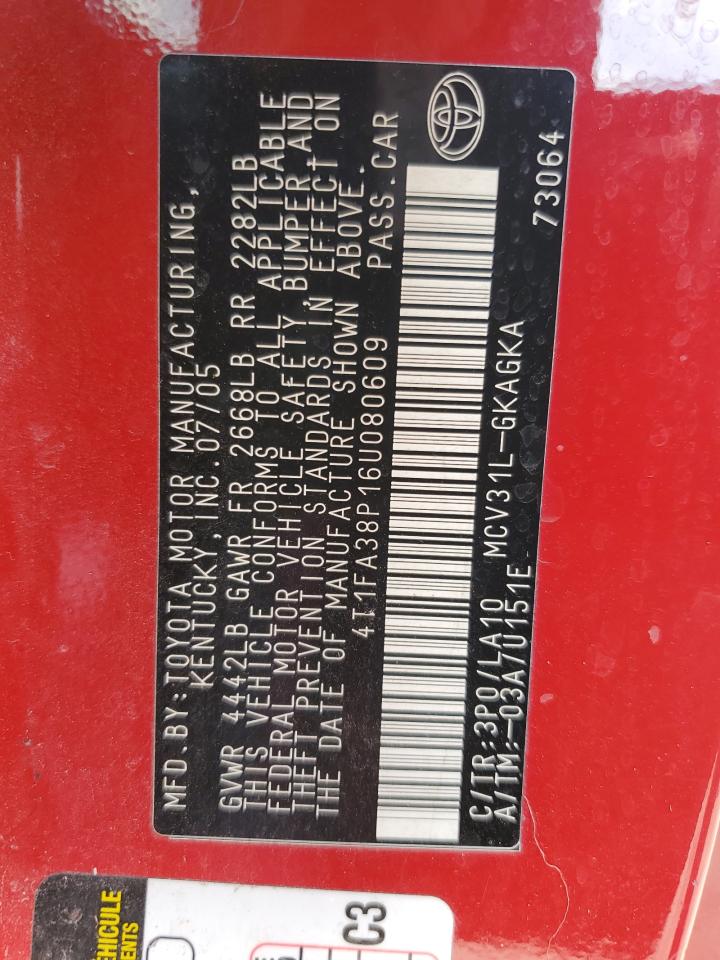 MFD.BY:TOYOTA MOTOR MANUFACTURING,
KENTUCKY,INC.07/05
GVWR 4442LB GAWR FR 2668LB RR 2282LB
THIS VEHICLE CONFORMS TO ALL APPLICABLE
FEDERAL MOTOR VEHICLE SAFETY,BUMPER,AND
THEFT PREVENTION STANDARDS IN EFFECT ON
THE DATE OF MANUFACTURE SHOWN ABOVE.
4T1FA38P16U080609 PASS.CAR
C/TR:3P0/LA10 MCV31L-GKAGKA
A/TM:-03A/U151E 73064
VEHICULE
C3